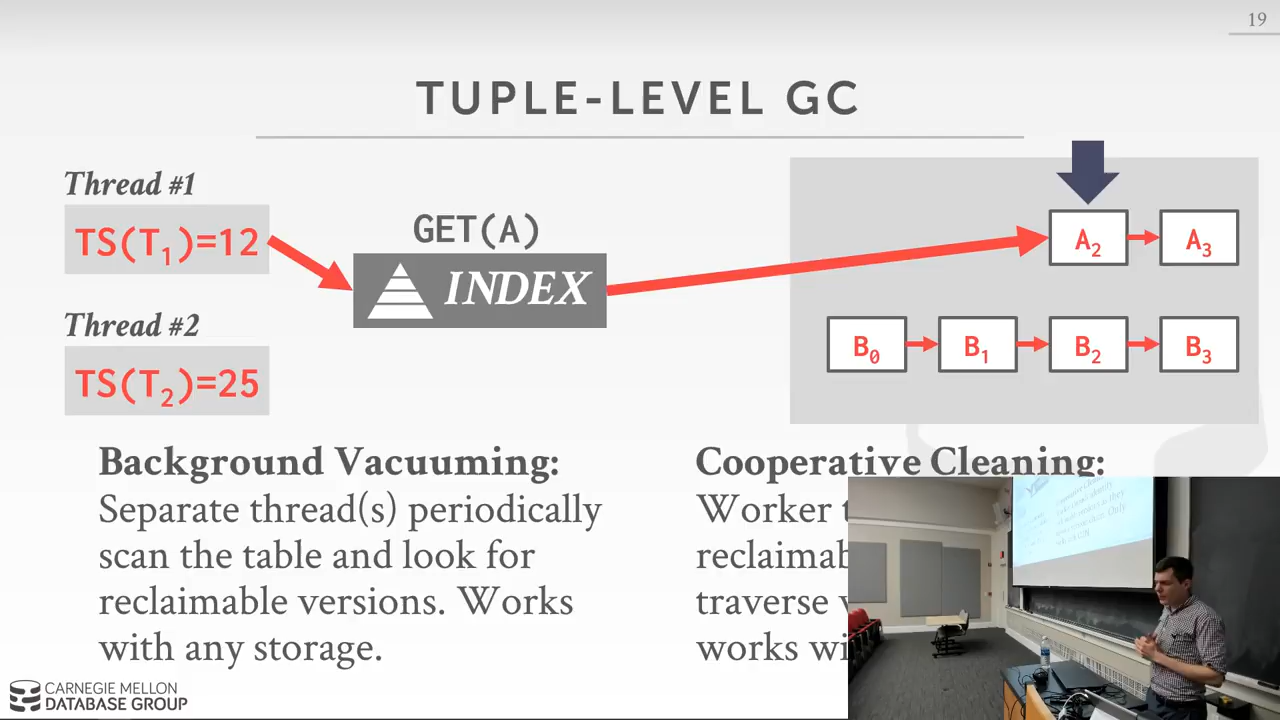 19
TUPLE-LEVEL GC
Thread #1
TS(T₁)=12
GET(A)
INDEX
A₂
A₃
Thread #2
TS(T₂)=25
B₀
B₁
B₂
B₃
Background Vacuuming:
Separate thread(s) periodically
scan the table and look for
reclaimable versions. Works
with any storage.
Cooperative Cleaning:
Worker
traverse
works
CARNEGIE MELLON
DATABASE GROUP